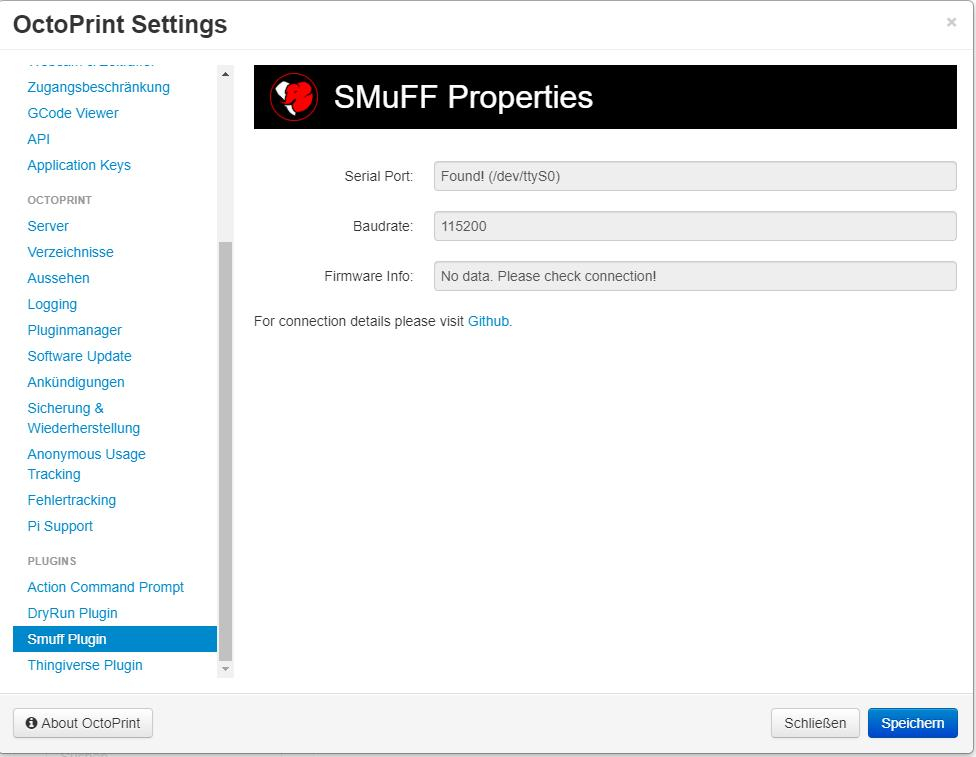 OctoPrint Settings
×
Zugangsbeschränkung
GCode Viewer
API
Application Keys
OCTOPRINT
Server
Verzeichnisse
Aussehen
Logging
Pluginmanager
Software Update
Ankündigungen
Sicherung &
Wiederherstellung
Anonymous Usage
Tracking
Fehlertracking
Pi Support
PLUGINS
Action Command Prompt
DryRun Plugin
Smuff Plugin
Thingiverse Plugin
SMuFF Properties
Serial Port: Found! (/dev/ttyS0)
Baudrate: 115200
Firmware Info: No data. Please check connection!
For connection details please visit Github.
About OctoPrint
Schließen
Speichern